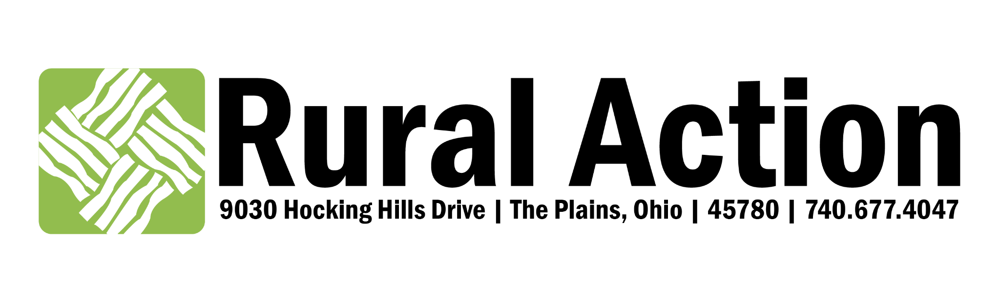 Rural Action
9030 Hocking Hills Drive | The Plains, Ohio | 45780 | 740.677.4047